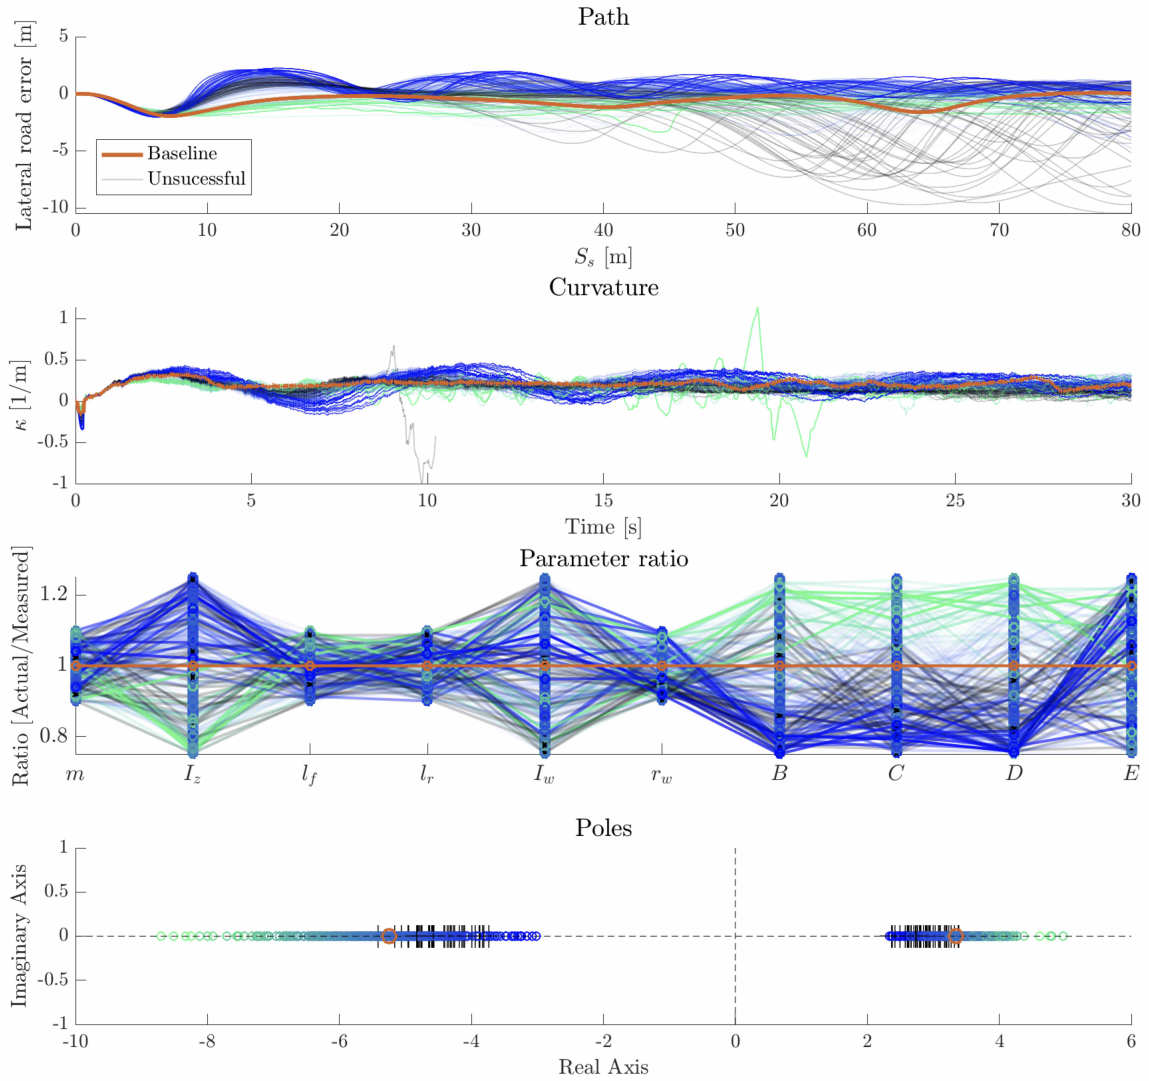 Path
Lateral road error [m]
5
0
-5
-10
Baseline
Unsucessful
0 10 20 30 40 50 60 70 80
S_s [m]
Curvature
κ [1/m]
1
0.5
0
-0.5
-1
0 5 10 15 20 25 30
Time [s]
Parameter ratio
Ratio [Actual/Measured]
1.2
1
0.8
m I_z l_f l_r I_w r_w B C D E
Poles
Imaginary Axis
1
0.5
0
-0.5
-1
-10 -8 -6 -4 -2 0 2 4 6
Real Axis